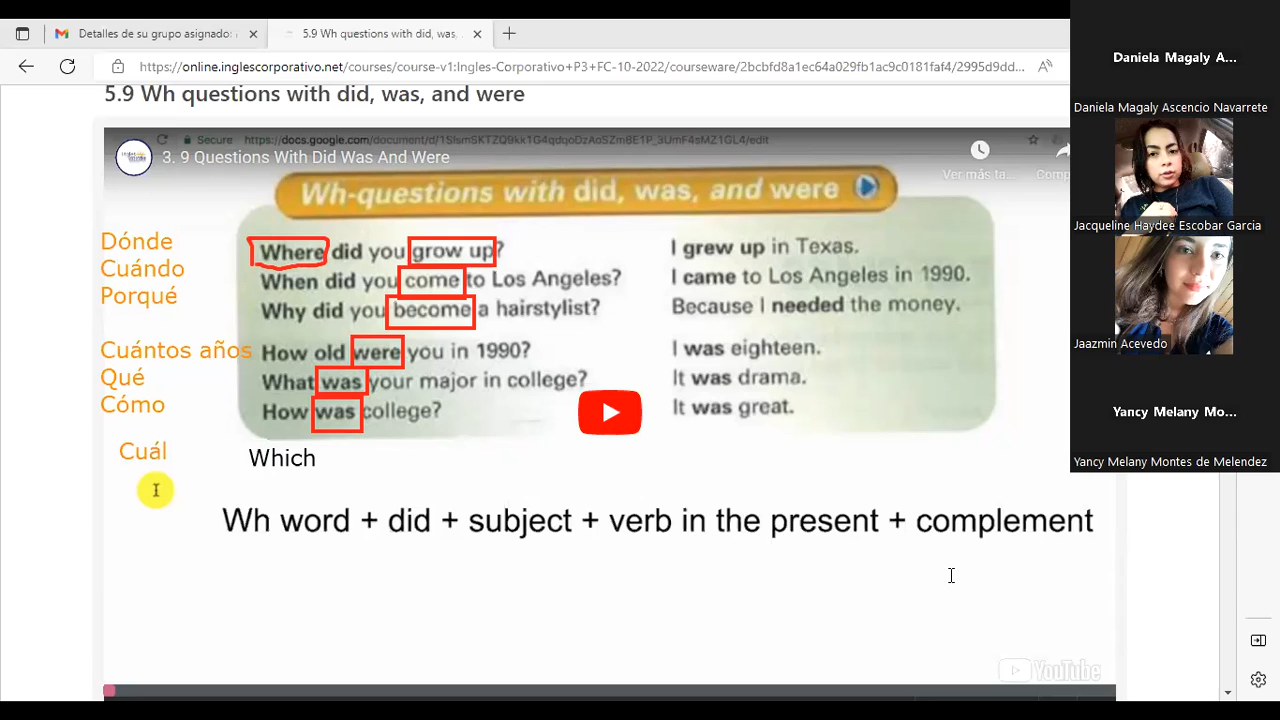 Detalles de su grupo asignado:
5.9 Wh questions with did, was,
https://online.inglescorporativo.net/courses/course-v1:Ingles-Corporativo+P3+FC-10-2022/courseware/2bcbfd8a1ec64a029fb1ac9c0181faf4/2995d9dd...
5.9 Wh questions with did, was, and were
Secure
3. 9 Questions With Did Was And Were
Ver más ta...
Wh-questions with did, was, and were
Dónde
Cuándo
Porqué
Where did you grow up? I grew up in Texas.
When did you come to Los Angeles? I came to Los Angeles in 1990.
Why did you become a hairstylist? Because I needed the money.
Cuántos años
Qué
Cómo
How old were you in 1990? I was eighteen.
What was your major in college? It was drama.
How was college? It was great.
Cuál
Which
Wh word + did + subject + verb in the present + complement
YouTube
Daniela Magaly A...
Daniela Magaly Ascencio Navarrete
Jacqueline Haydee Escobar Garcia
Jaazmin Acevedo
Yancy Melany Mo...
Yancy Melany Montes de Melendez